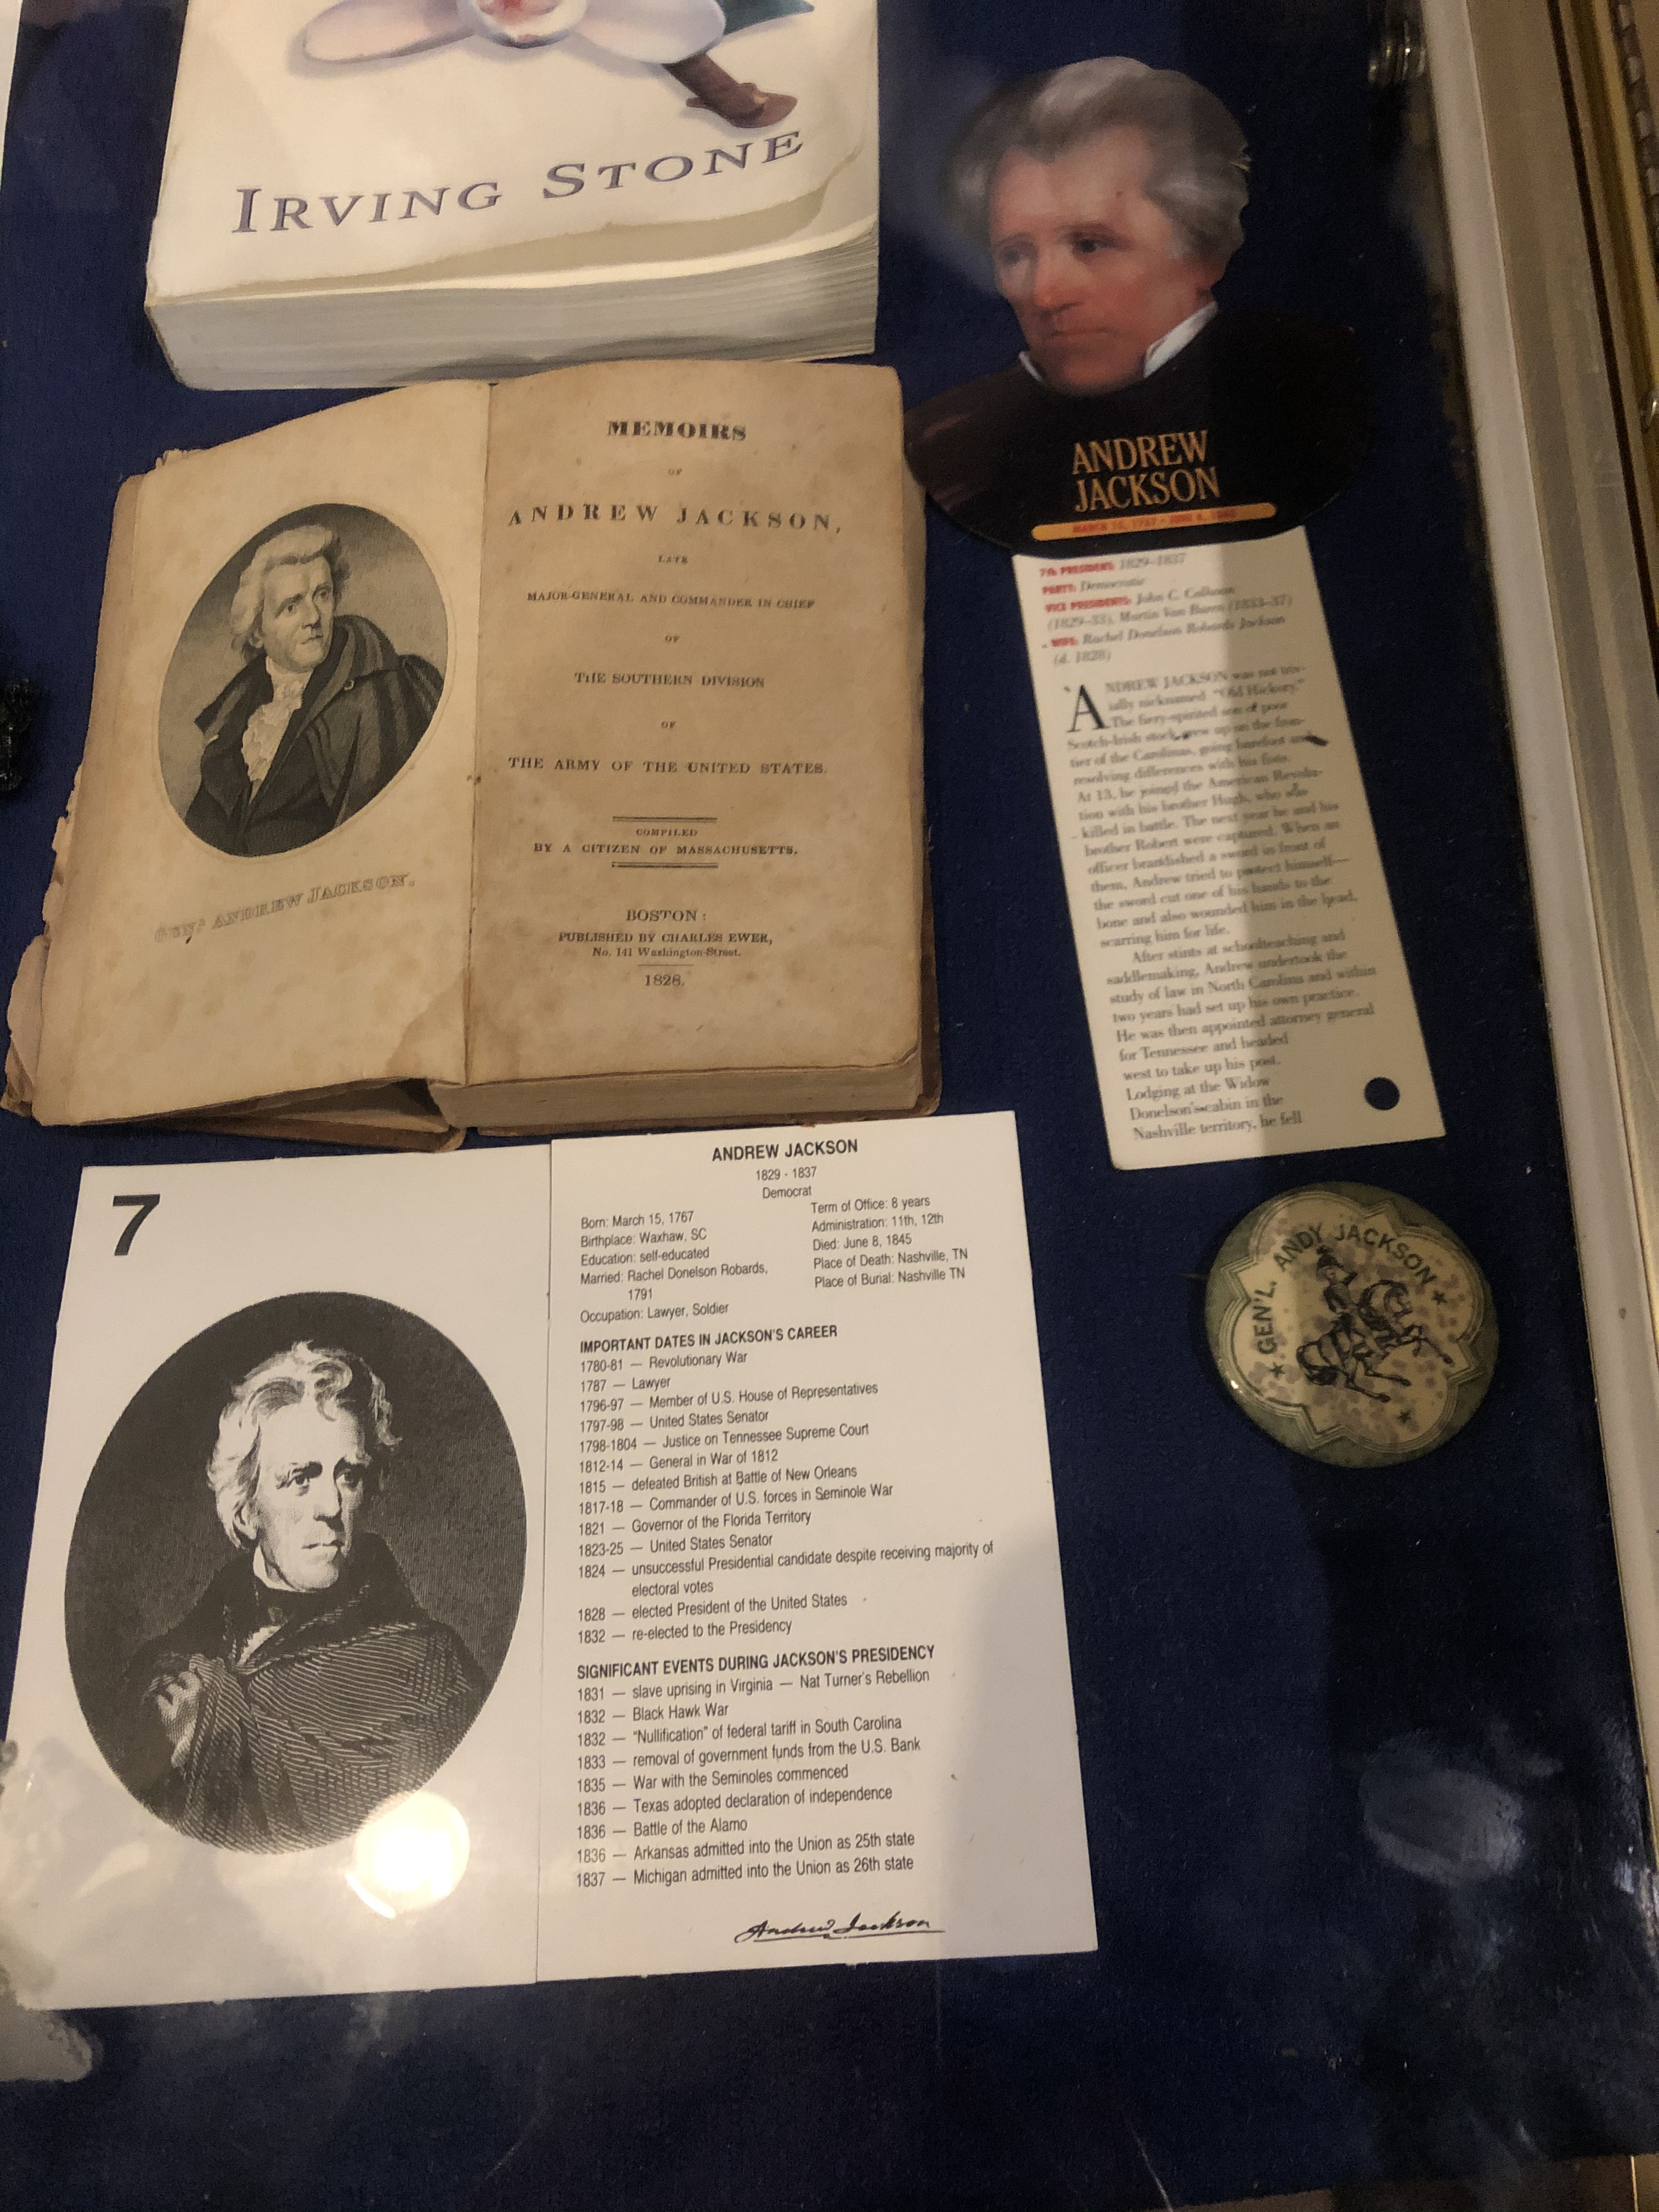 IRVING STONE
MEMOIRS
OF
ANDREW JACKSON,
LATE
MAJOR-GENERAL AND COMMANDER IN CHIEF
OF
THE SOUTHERN DIVISION
OF
THE ARMY OF THE UNITED STATES.
COMPILED
BY A CITIZEN OF MASSACHUSETTS.
BOSTON:
PUBLISHED BY CHARLES EWER,
No. 141 Washington-Street.
1828.
GENL ANDREW JACKSON.
ANDREW
JACKSON
MARCH 15, 1767 • JUNE 8, 1845
7th PRESIDENT: 1829–1837
PARTY: Democratic
VICE PRESIDENTS: John C. Calhoun
(1829–33), Martin Van Buren (1833–37)
WIFE: Rachel Donelson Robards Jackson
(d. 1828)
ANDREW JACKSON was not triv-
ially nicknamed "Old Hickory."
The fiery-spirited son of poor
Scotch-Irish stock grew up on the fron-
tier of the Carolinas, going barefoot and
resolving differences with his fists.
At 13, he joined the American Revolu-
tion with his brother Hugh, who was
killed in battle. The next year he and his
brother Robert were captured. When an
officer brandished a sword in front of
them, Andrew tried to protect himself—
the sword cut one of his hands to the
bone and also wounded him in the head,
scarring him for life.
After stints at schoolteaching and
saddlemaking, Andrew undertook the
study of law in North Carolina and within
two years had set up his own practice.
He was then appointed attorney general
for Tennessee and headed
west to take up his post.
Lodging at the Widow
Donelson's cabin in the
Nashville territory, he fell
7
ANDREW JACKSON
1829 - 1837
Democrat
Born: March 15, 1767
Birthplace: Waxhaw, SC
Education: self-educated
Married: Rachel Donelson Robards,
1791
Occupation: Lawyer, Soldier
Term of Office: 8 years
Administration: 11th, 12th
Died: June 8, 1845
Place of Death: Nashville, TN
Place of Burial: Nashville TN
IMPORTANT DATES IN JACKSON'S CAREER
1780-81 — Revolutionary War
1787 — Lawyer
1796-97 — Member of U.S. House of Representatives
1797-98 — United States Senator
1798-1804 — Justice on Tennessee Supreme Court
1812-14 — General in War of 1812
1815 — defeated British at Battle of New Orleans
1817-18 — Commander of U.S. forces in Seminole War
1821 — Governor of the Florida Territory
1823-25 — United States Senator
1824 — unsuccessful Presidential candidate despite receiving majority of
electoral votes
1828 — elected President of the United States
1832 — re-elected to the Presidency
SIGNIFICANT EVENTS DURING JACKSON'S PRESIDENCY
1831 — slave uprising in Virginia — Nat Turner's Rebellion
1832 — Black Hawk War
1832 — "Nullification" of federal tariff in South Carolina
1833 — removal of government funds from the U.S. Bank
1835 — War with the Seminoles commenced
1836 — Texas adopted declaration of independence
1836 — Battle of the Alamo
1836 — Arkansas admitted into the Union as 25th state
1837 — Michigan admitted into the Union as 26th state
Andrew Jackson
GEN'L. ANDY JACKSON